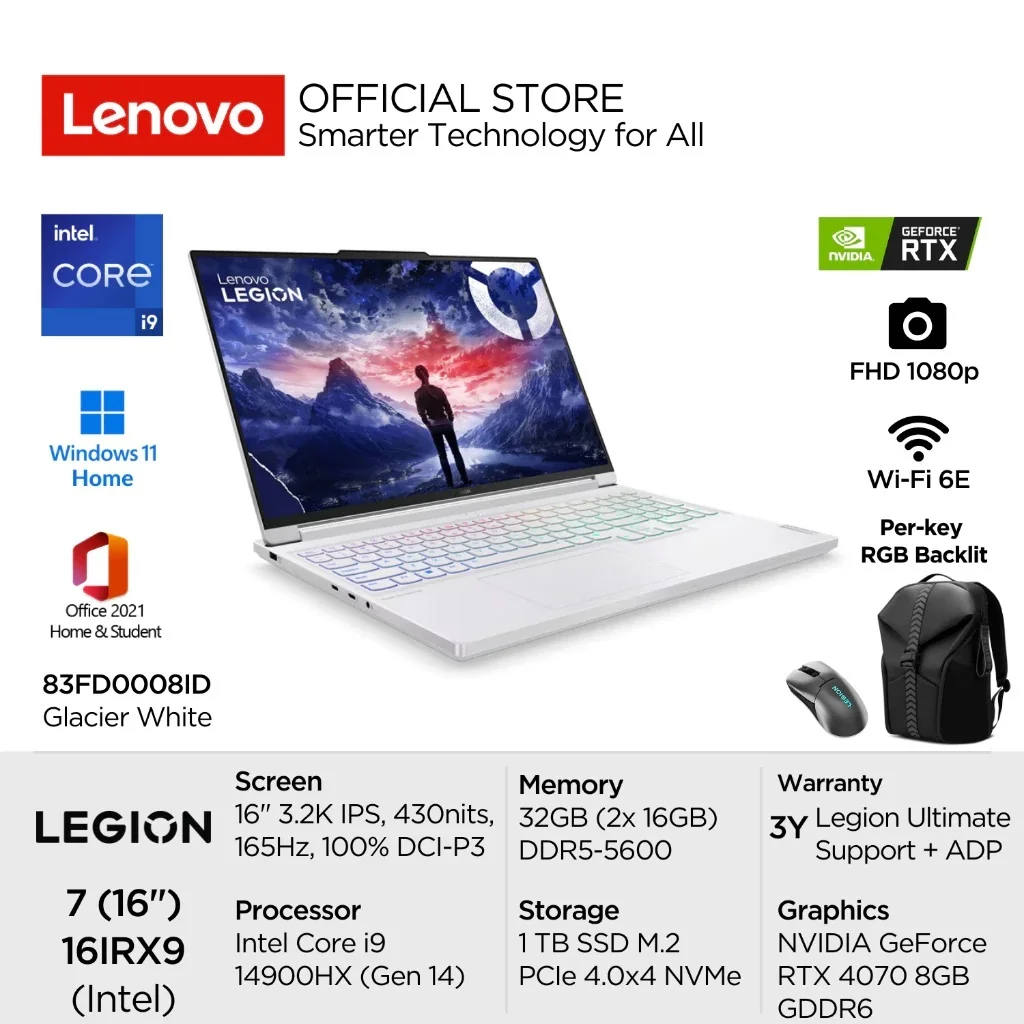 Lenovo
OFFICIAL STORE
Smarter Technology for All
intel.
CORE
i9
Windows 11
Home
Office 2021
Home & Student
83FD0008ID
Glacier White
Lenovo
LEGION
NVIDIA.
GEFORCE
RTX
FHD 1080p
Wi-Fi 6E
Per-key
RGB Backlit
LEGION
LEGION
7 (16")
16IRX9
(Intel)
Screen
16" 3.2K IPS, 430nits,
165Hz, 100% DCI-P3
Processor
Intel Core i9
14900HX (Gen 14)
Memory
32GB (2x 16GB)
DDR5-5600
Storage
1 TB SSD M.2
PCIe 4.0x4 NVMe
Warranty
3Y Legion Ultimate
Support + ADP
Graphics
NVIDIA GeForce
RTX 4070 8GB
GDDR6